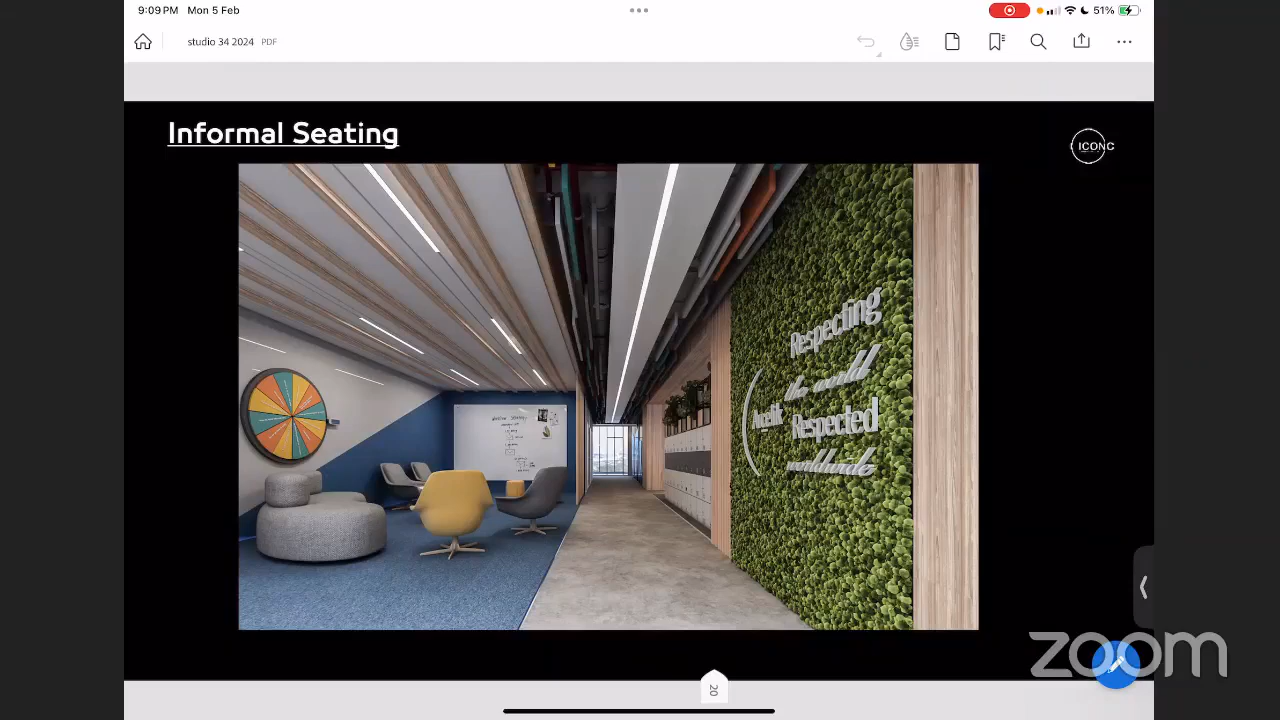 9:09 PM Mon 5 Feb
51%
studio 34 2024 PDF
Informal Seating
ICONC
Respecting
the world
Arcelik Respected
worldwide
20
zoom